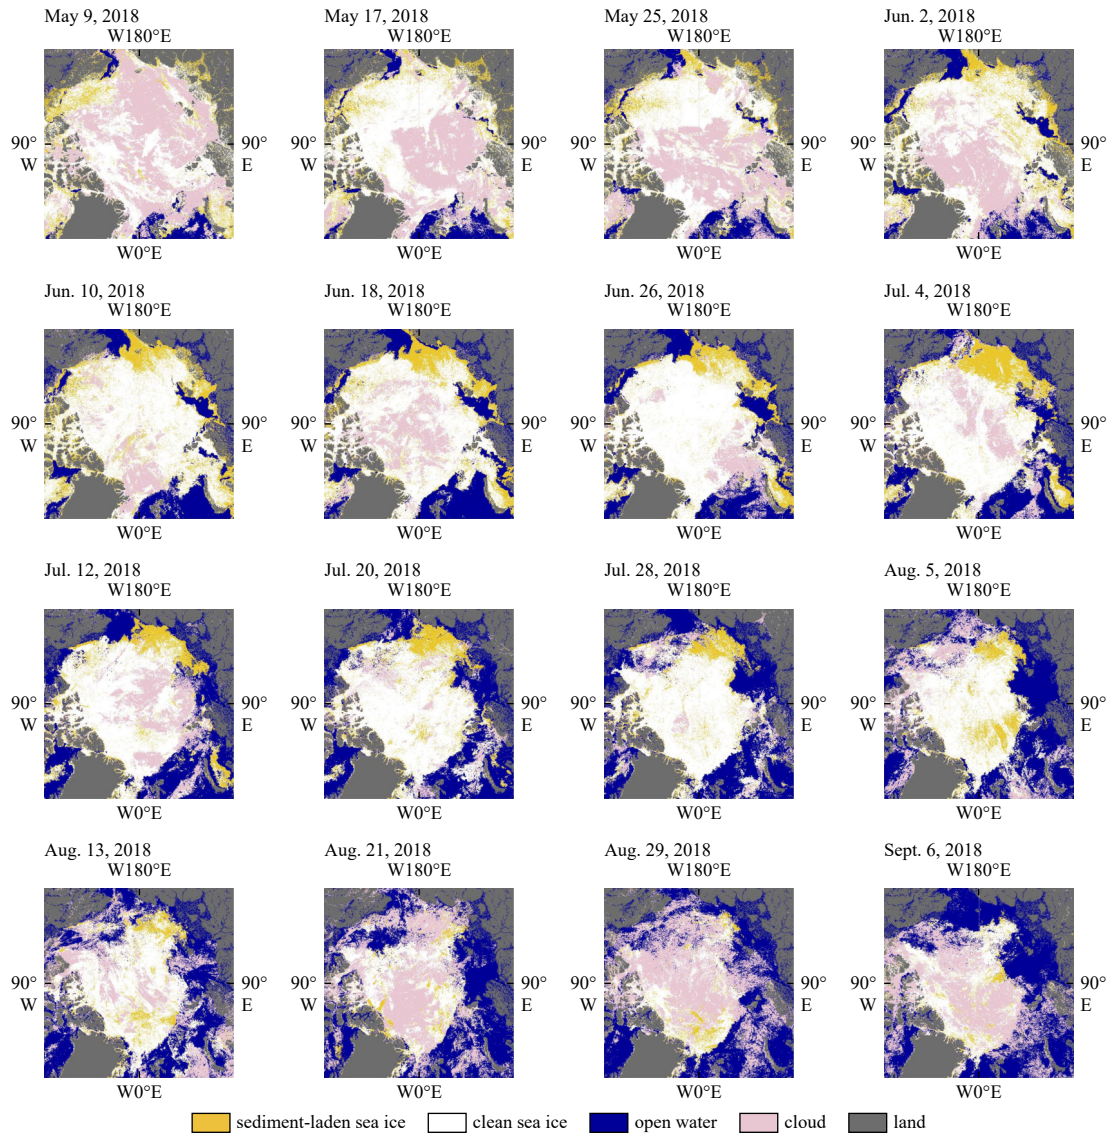 May 9, 2018
May 17, 2018
May 25, 2018
Jun. 2, 2018
W180°E
W180°E
W180°E
W180°E
90°
W
90°
E
90°
W
90°
E
90°
W
90°
E
90°
W
90°
E
W0°E
W0°E
W0°E
W0°E
Jun. 10, 2018
Jun. 18, 2018
Jun. 26, 2018
Jul. 4, 2018
W180°E
W180°E
W180°E
W180°E
90°
W
90°
E
90°
W
90°
E
90°
W
90°
E
90°
W
90°
E
W0°E
W0°E
W0°E
W0°E
Jul. 12, 2018
Jul. 20, 2018
Jul. 28, 2018
Aug. 5, 2018
W180°E
W180°E
W180°E
W180°E
90°
W
90°
E
90°
W
90°
E
90°
W
90°
E
90°
W
90°
E
W0°E
W0°E
W0°E
W0°E
Aug. 13, 2018
Aug. 21, 2018
Aug. 29, 2018
Sept. 6, 2018
W180°E
W180°E
W180°E
W180°E
90°
W
90°
E
90°
W
90°
E
90°
W
90°
E
90°
W
90°
E
W0°E
W0°E
W0°E
W0°E
sediment-laden sea ice
clean sea ice
open water
cloud
land